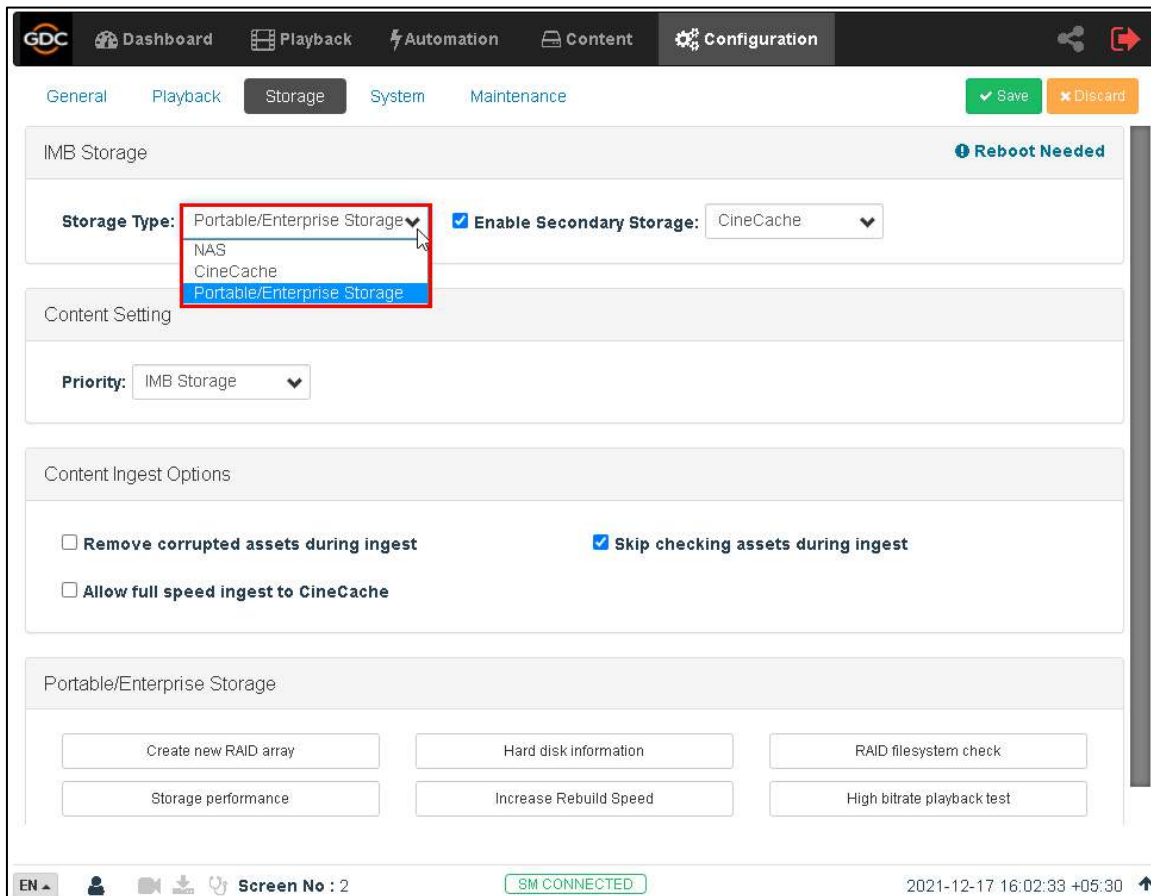 GDC Dashboard Playback Automation Content Configuration
General Playback Storage System Maintenance Save Discard
IMB Storage Reboot Needed
Storage Type: Portable/Enterprise Storage Enable Secondary Storage: CineCache
NAS
CineCache
Portable/Enterprise Storage
Content Setting
Priority: IMB Storage
Content Ingest Options
Remove corrupted assets during ingest Skip checking assets during ingest
Allow full speed ingest to CineCache
Portable/Enterprise Storage
Create new RAID array Hard disk information RAID filesystem check
Storage performance Increase Rebuild Speed High bitrate playback test
EN Screen No : 2 SM CONNECTED 2021-12-17 16:02:33 +05:30